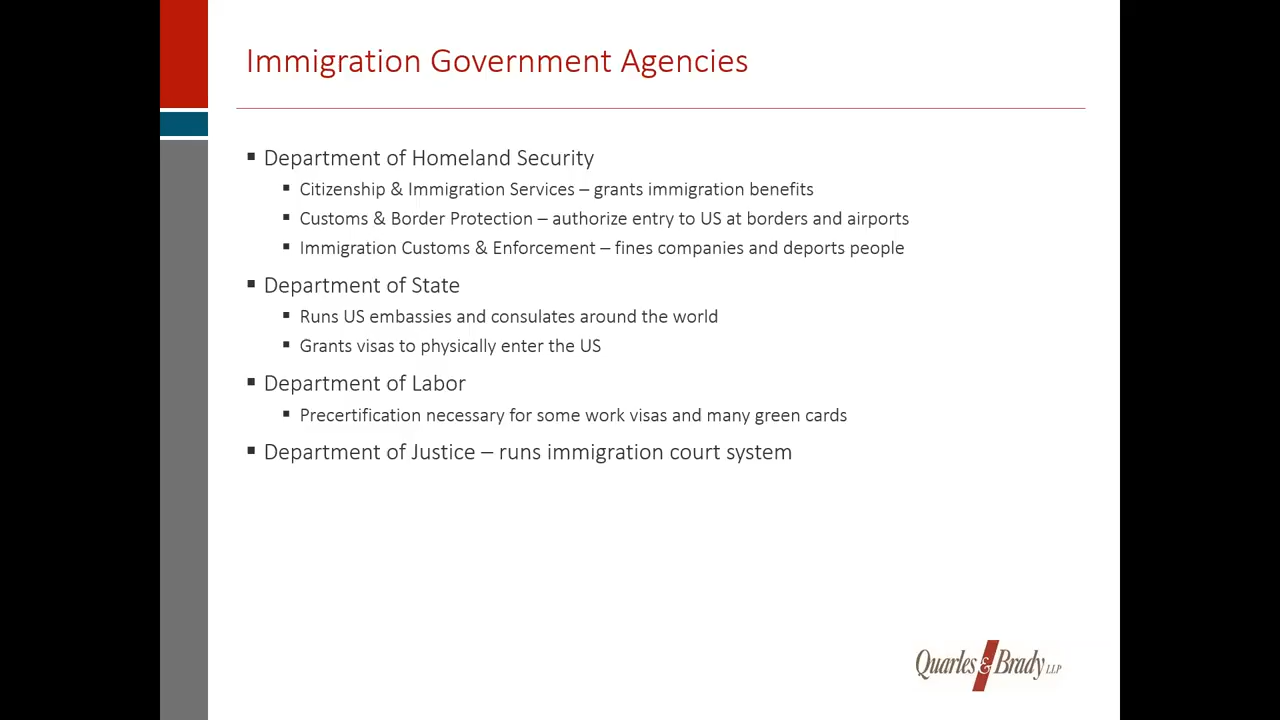 Immigration Government Agencies
▪ Department of Homeland Security
▪ Citizenship & Immigration Services – grants immigration benefits
▪ Customs & Border Protection – authorize entry to US at borders and airports
▪ Immigration Customs & Enforcement – fines companies and deports people
▪ Department of State
▪ Runs US embassies and consulates around the world
▪ Grants visas to physically enter the US
▪ Department of Labor
▪ Precertification necessary for some work visas and many green cards
▪ Department of Justice – runs immigration court system
Quarles & Brady LLP